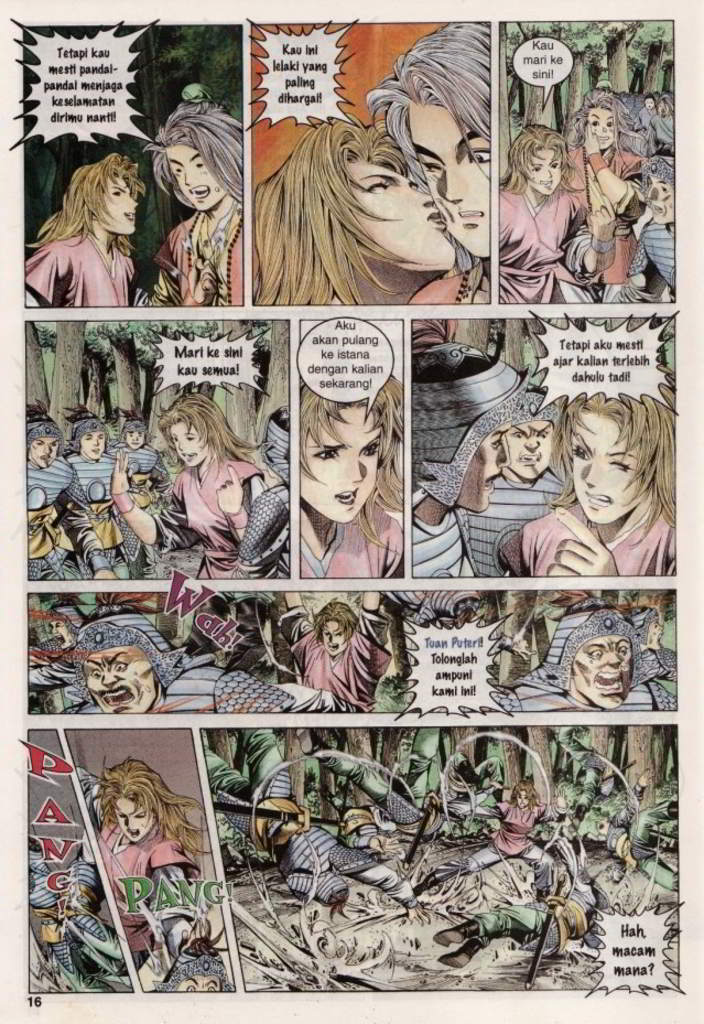 Tetapi kau
mesti pandai-
pandai menjaga
keselamatan
dirimu nanti!
Kau ini
lelaki yang
paling
dihargai!
Kau
mari ke
sini!
Mari ke sini
kau semua!
Aku
akan pulang
ke istana
dengan kalian
sekarang!
Tetapi aku mesti
ajar kalian terlebih
dahulu tadi!
Wah!
Tuan Puteri!
Tolonglah
ampuni
kami ini!
PANG!
PANG!
Hah,
macam
mana?
16